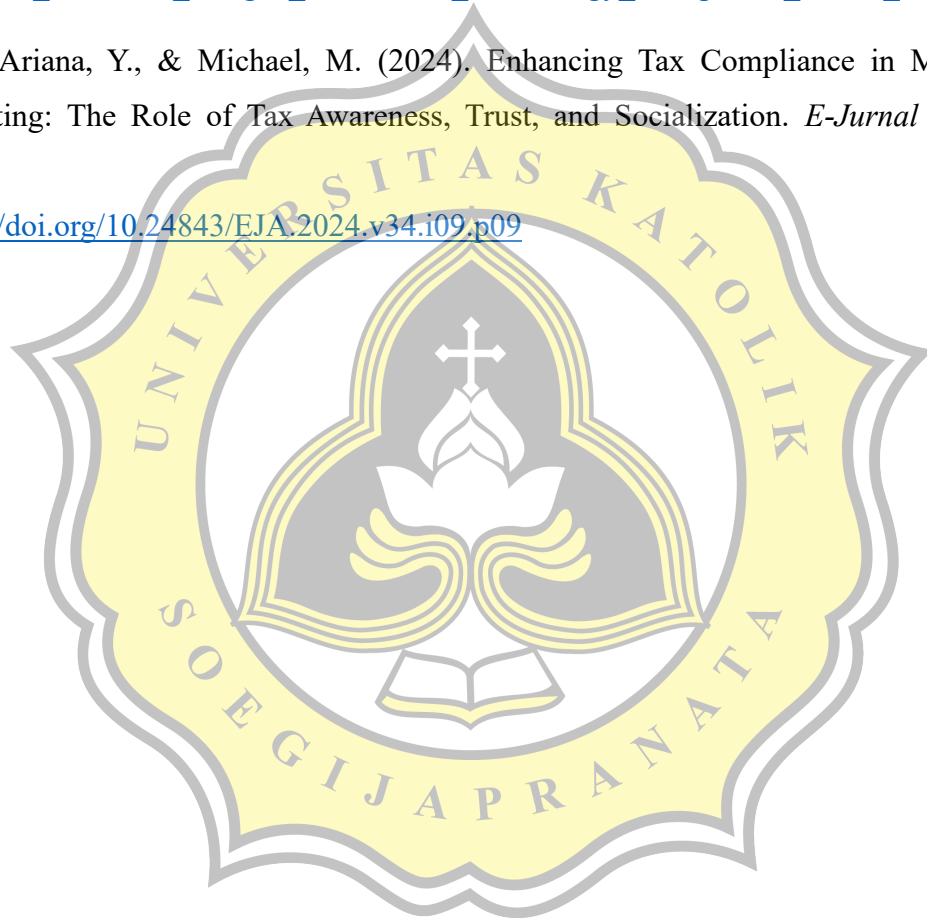 Ariana, Y., & Michael, M. (2024). Enhancing Tax Compliance in
The Role of Tax Awareness, Trust, and Socialization. E-Jurnal
/doi.org/10.24843/EJA.2024.v34.i09.p09
UNIVERSITAS KATOLIK
SOEGIJAPRANATA